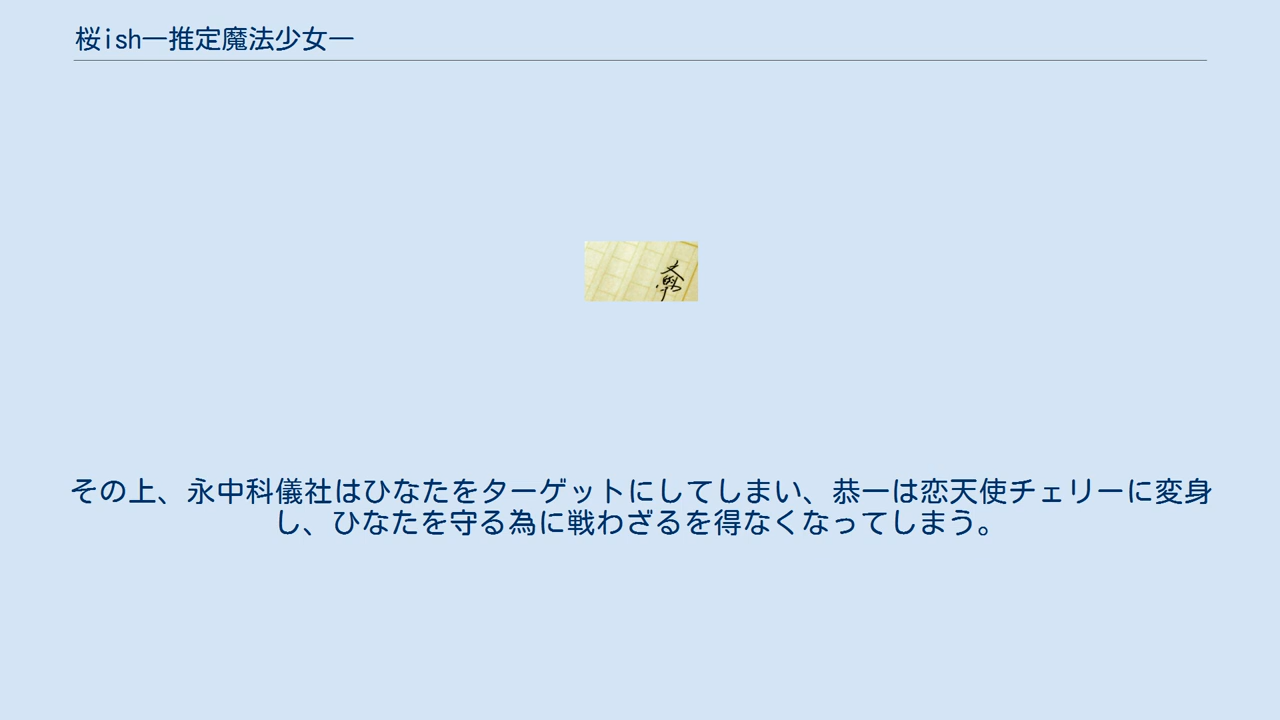 桜ish―推定魔法少女―
その上、永中科儀社はひなたをターゲットにしてしまい、恭一は恋天使チェリーに変身
し、ひなたを守る為に戦わざるを得なくなってしまう。